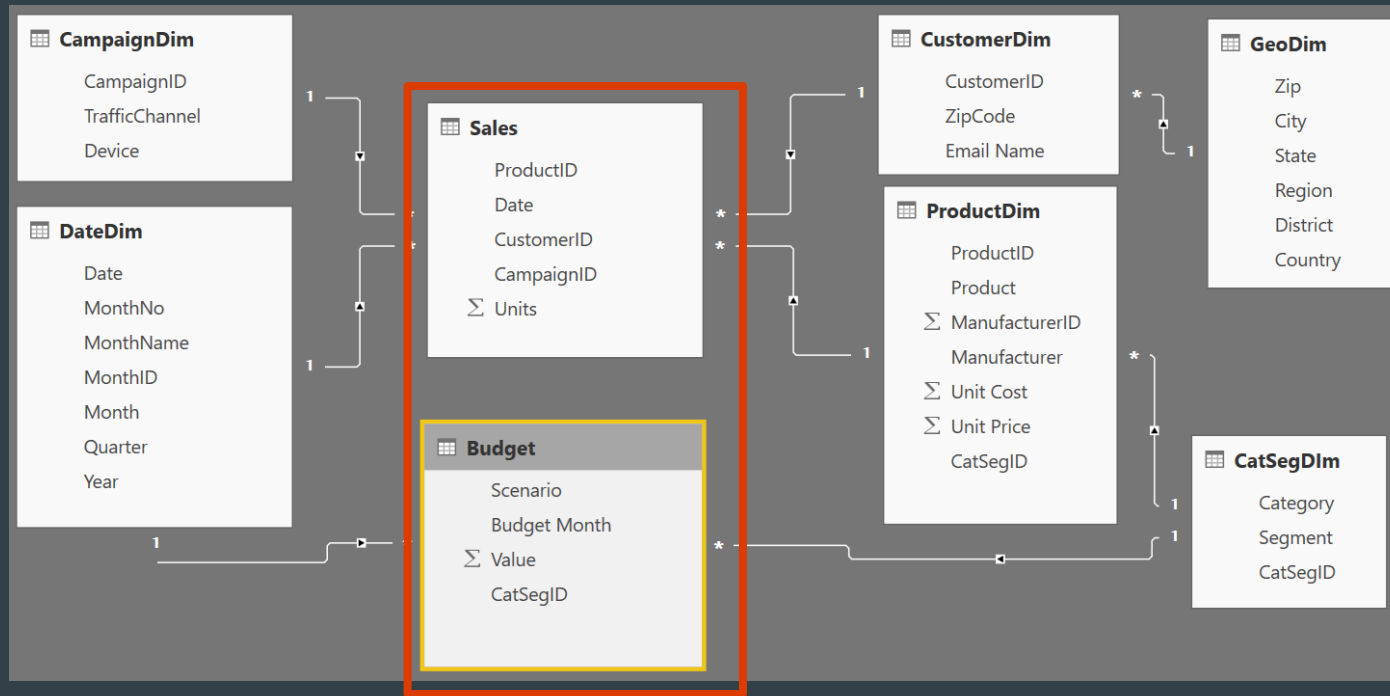 CampaignDim
CampaignID
TrafficChannel
Device
1
*
DateDim
Date
MonthNo
MonthName
MonthID
Month
Quarter
Year
1
*
1
Sales
ProductID
Date
CustomerID
CampaignID
Σ Units
*
*
Budget
Scenario
Budget Month
Σ Value
CatSegID
*
CustomerDim
CustomerID
ZipCode
Email Name
1
*
1
ProductDim
ProductID
Product
Σ ManufacturerID
Manufacturer
Σ Unit Cost
Σ Unit Price
CatSegID
1
*
GeoDim
Zip
City
State
Region
District
Country
CatSegDIm
Category
Segment
CatSegID
1
1